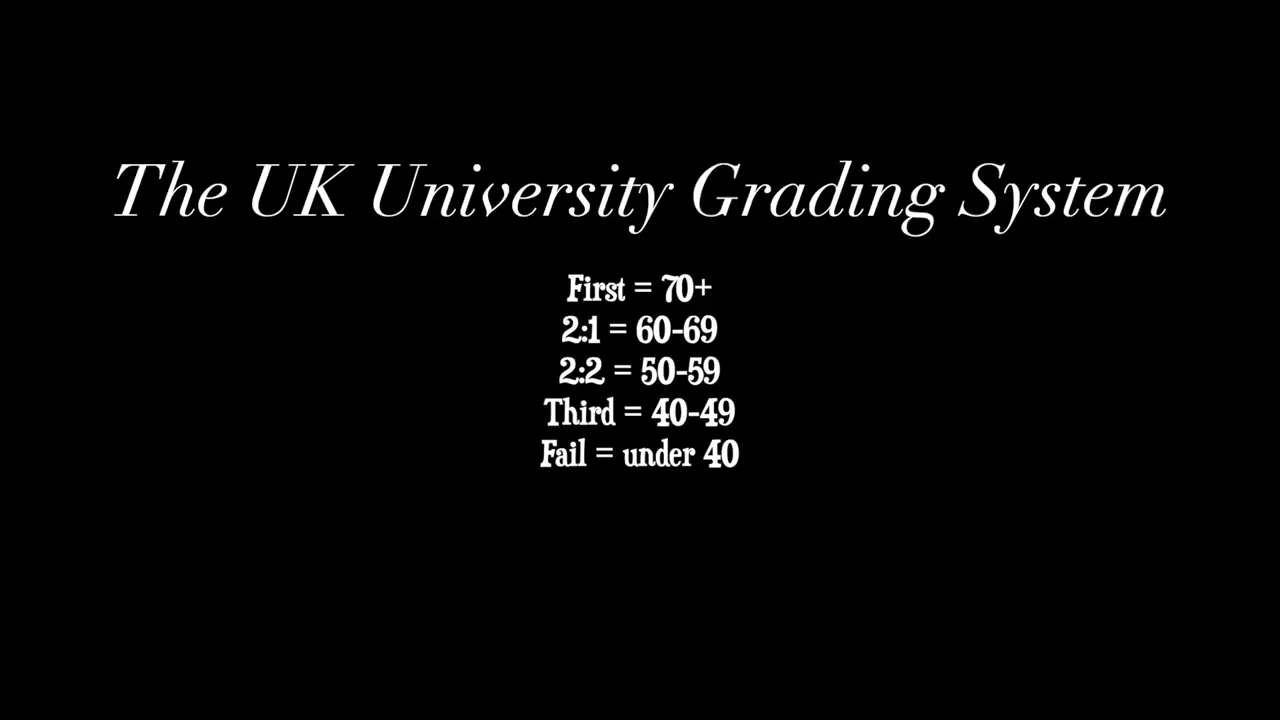 The UK University Grading System
First = 70+
2:1 = 60-69
2:2 = 50-59
Third = 40-49
Fail = under 40